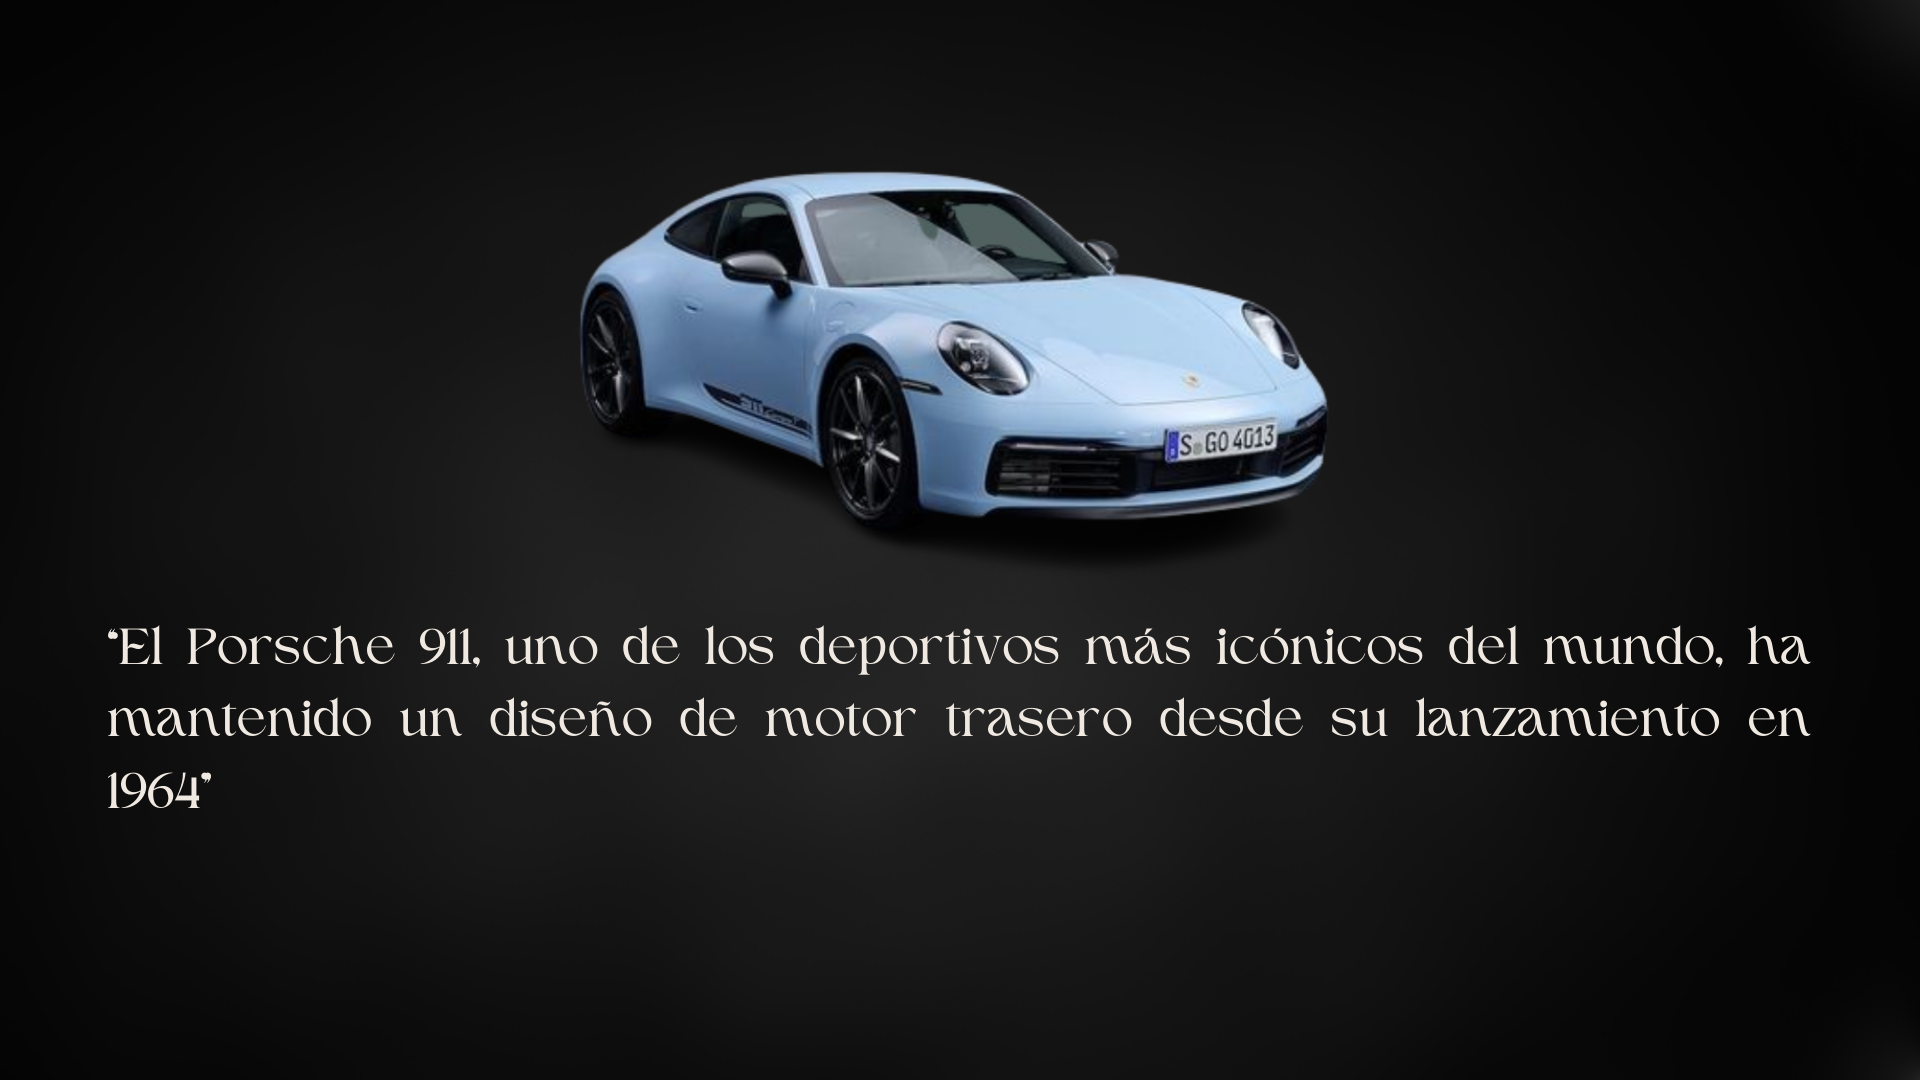 911
S GO 4013
“El Porsche 911, uno de los deportivos más icónicos del mundo, ha
mantenido un diseño de motor trasero desde su lanzamiento en
1964”